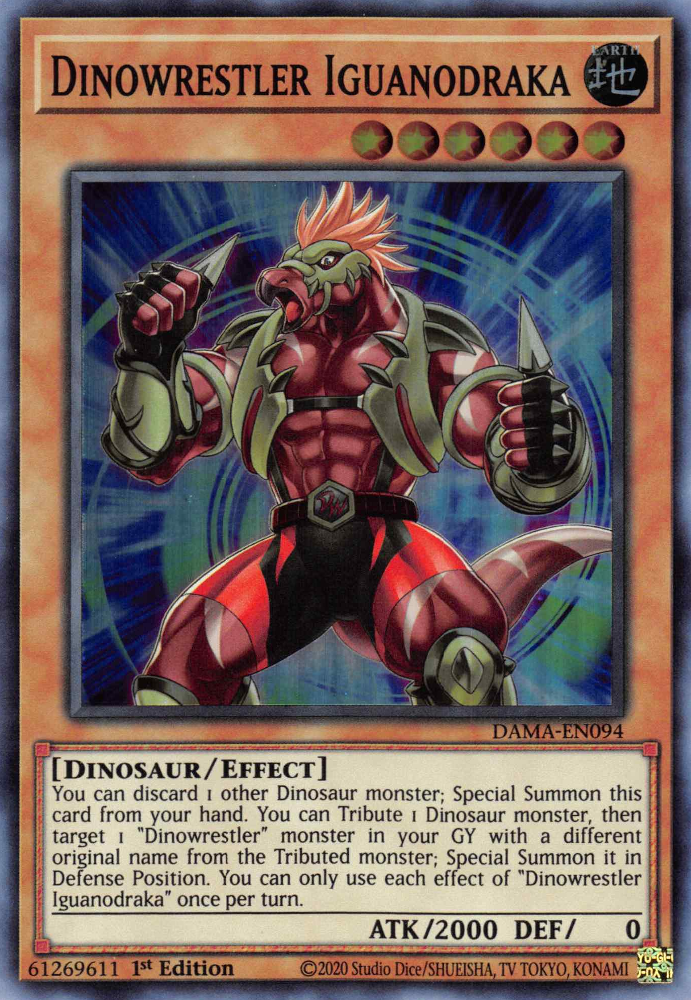 DINOWRESTLER IGUANODRAKA
EARTH
地
DAMA-EN094
[DINOSAUR/EFFECT]
You can discard 1 other Dinosaur monster; Special Summon this
card from your hand. You can Tribute 1 Dinosaur monster, then
target 1 "Dinowrestler" monster in your GY with a different
original name from the Tributed monster; Special Summon it in
Defense Position. You can only use each effect of "Dinowrestler
Iguanodraka" once per turn.
ATK/2000 DEF/ 0
61269611 1st Edition ©2020 Studio Dice/SHUEISHA, TV TOKYO, KONAMI